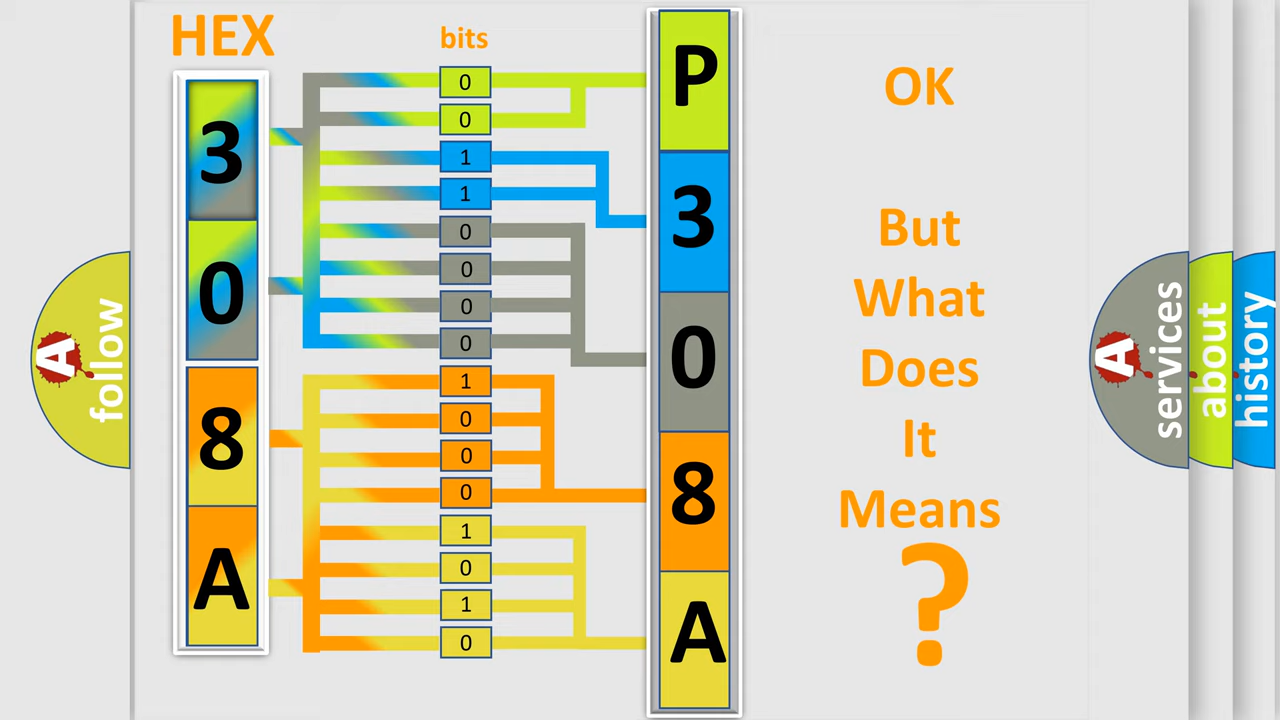 HEX
bits
3
0
8
A
0
0
1
1
0
0
0
0
1
0
0
0
1
0
1
0
P
3
0
8
A
OK
But
What
Does
It
Means
?
A
follow
A
services
about
history